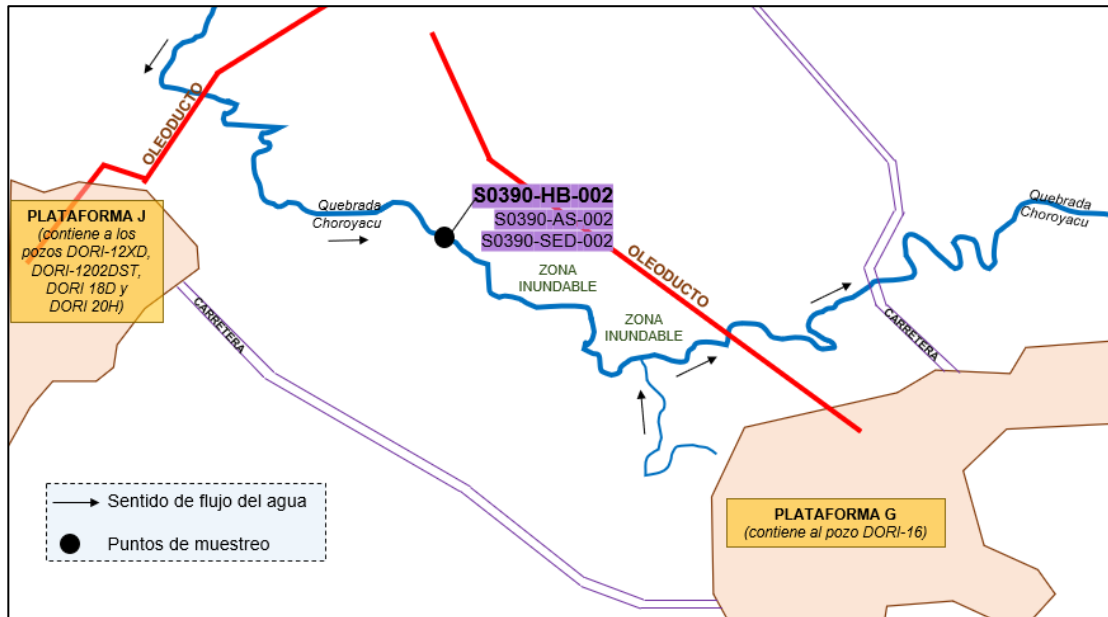 OLEODUCTO
Quebrada
Choroyacu
S0390-HB-002
S0390-AS-002
S0390-SED-002
Quebrada
Choroyacu
PLATAFORMA J
(contiene a los
pozos DORI-12XD,
DORI-1202DST,
DORI 18D y
DORI 20H)
OLEODUCTO
ZONA
INUNDABLE
ZONA
INUNDABLE
CARRETERA
CARRETERA
Sentido de flujo del agua
Puntos de muestreo
PLATAFORMA G
(contiene al pozo DORI-16)